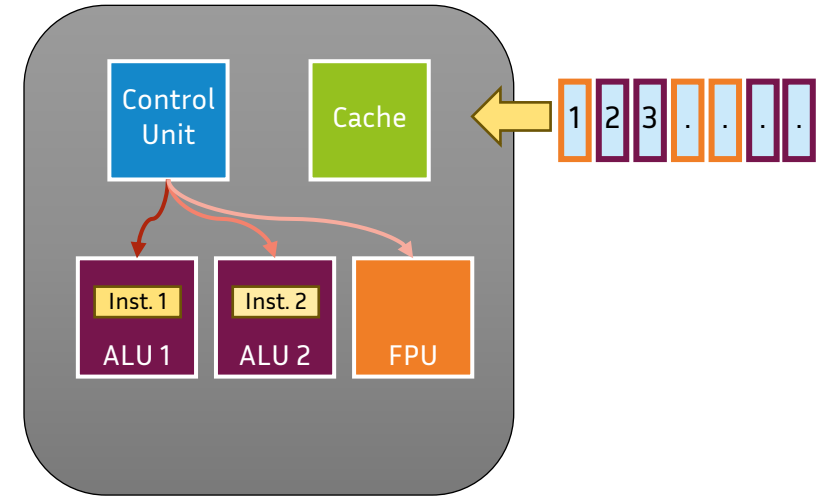 Control
Unit
Cache
1 2 3 . . . .
Inst. 1
Inst. 2
ALU 1
ALU 2
FPU